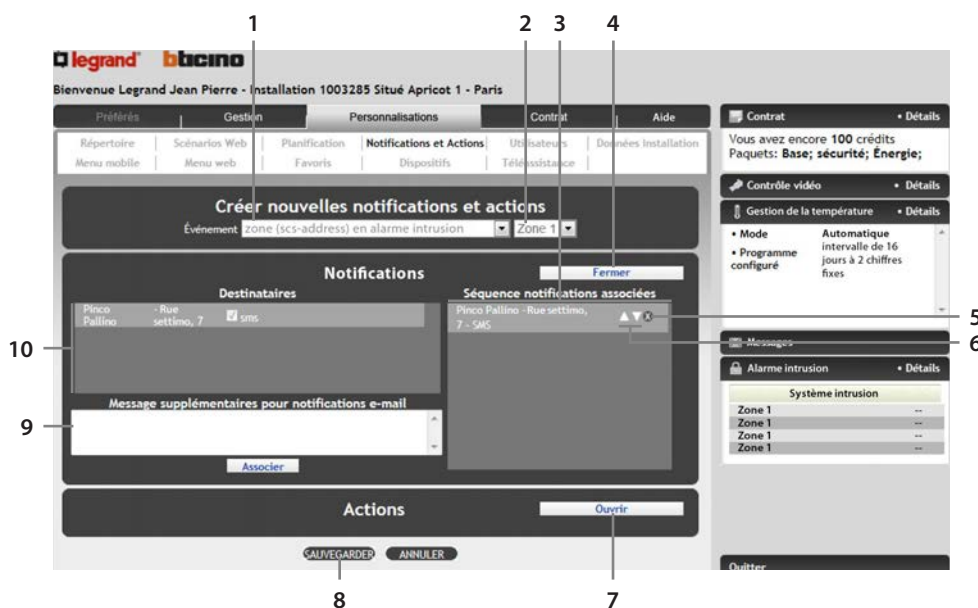 1 2 3 4
legrand bticino
Bienvenue Legrand Jean Pierre - Installation 1003285 Situé Apricot 1 - Paris
Préférés Gestion Personnalisations Contrat Aide
Répertoire Scénarios Web Planification Notifications et Actions Utilisateurs Données Installation
Menu mobile Menu web Favoris Dispositifs Téléassistance
Créer nouvelles notifications et actions
Événement zone (scs-address) en alarme intrusion Zone 1
Notifications
Fermer
Destinataires
Pinco Pallino - Rue settimo, 7 sms
Séquence notifications associées
Pinco Pallino - Rue settimo,
7 - SMS
Message supplémentaires pour notifications e-mail
Associer
Actions
Ouvrir
SAUVEGARDER ANNULER
Contrat • Détails
Vous avez encore 100 crédits
Paquets: Base; sécurité; Énergie;
Contrôle vidéo • Détails
Gestion de la température • Détails
• Mode Automatique
intervalle de 16
jours à 2 chiffres
fixes
• Programme
configuré
Messages
Alarme intrusion • Détails
Système intrusion
Zone 1 --
Zone 1 --
Zone 1 --
Zone 1 --
Quitter
5
6
10
9
8 7